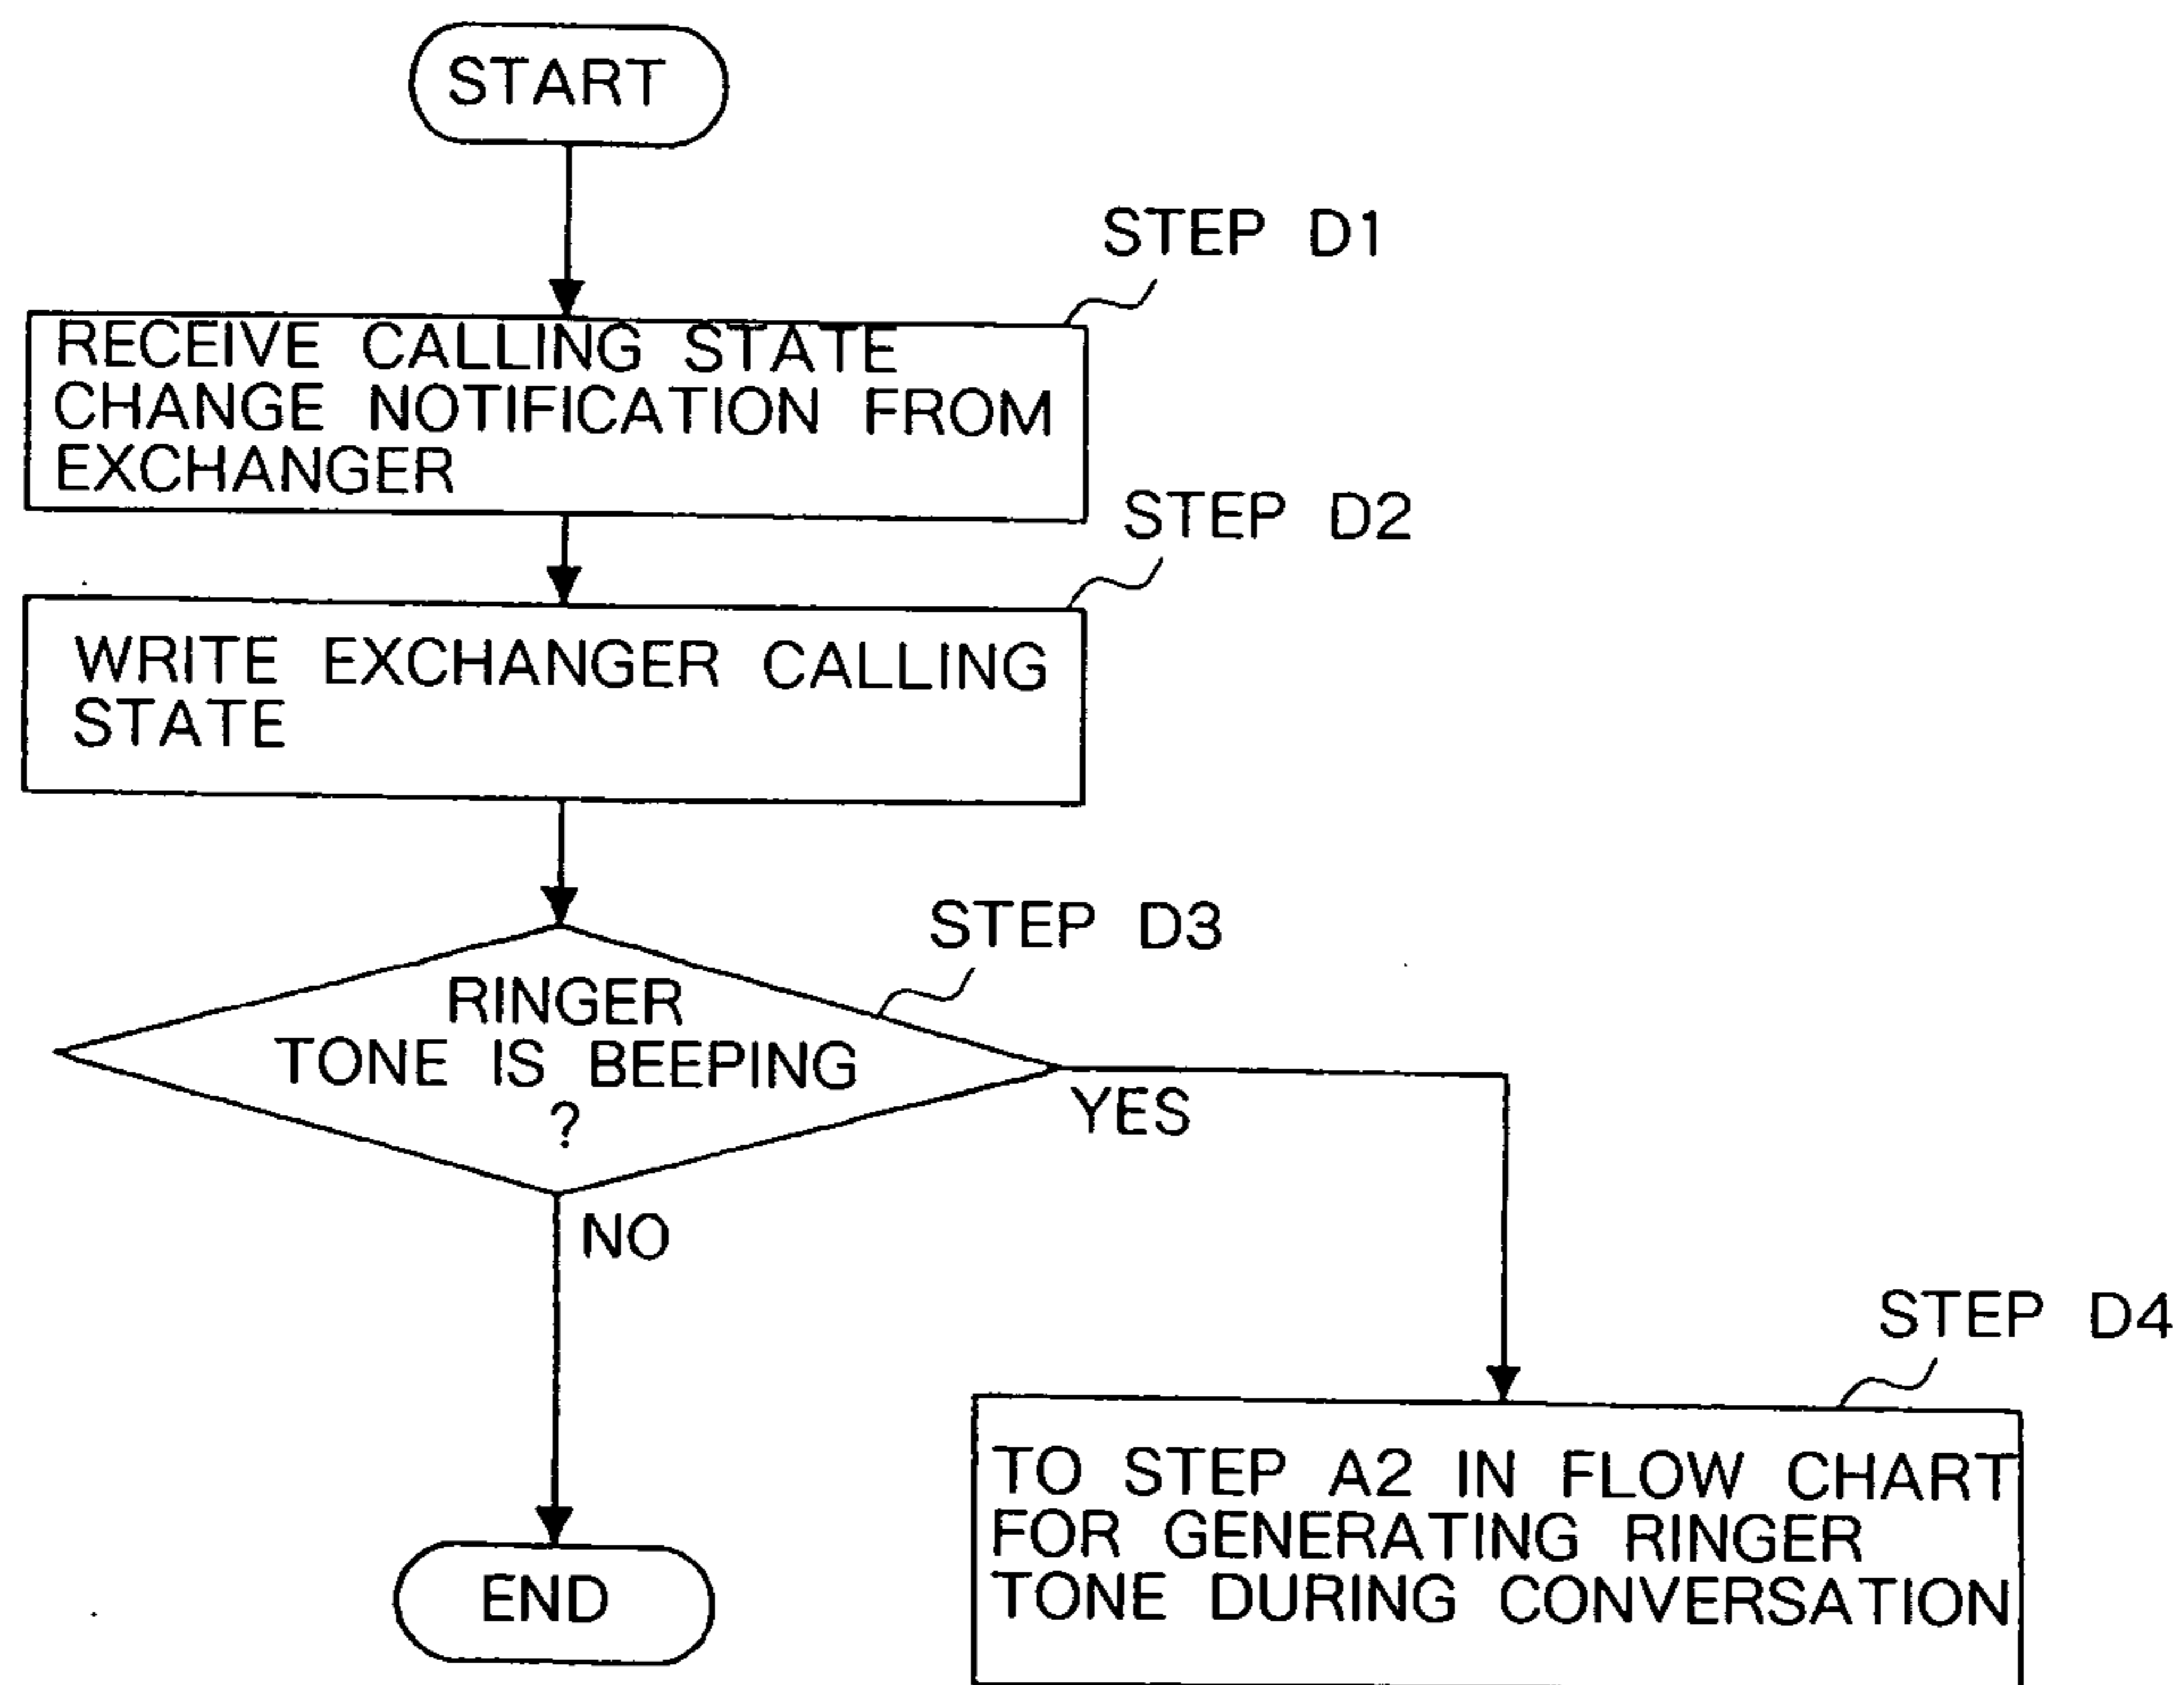 START
STEP D1
RECEIVE CALLING STATE
CHANGE NOTIFICATION FROM
EXCHANGER
STEP D2
WRITE EXCHANGER CALLING
STATE
STEP D3
RINGER
TONE IS BEEPING
?
YES
NO
STEP D4
TO STEP A2 IN FLOW CHART
FOR GENERATING RINGER
TONE DURING CONVERSATION
END